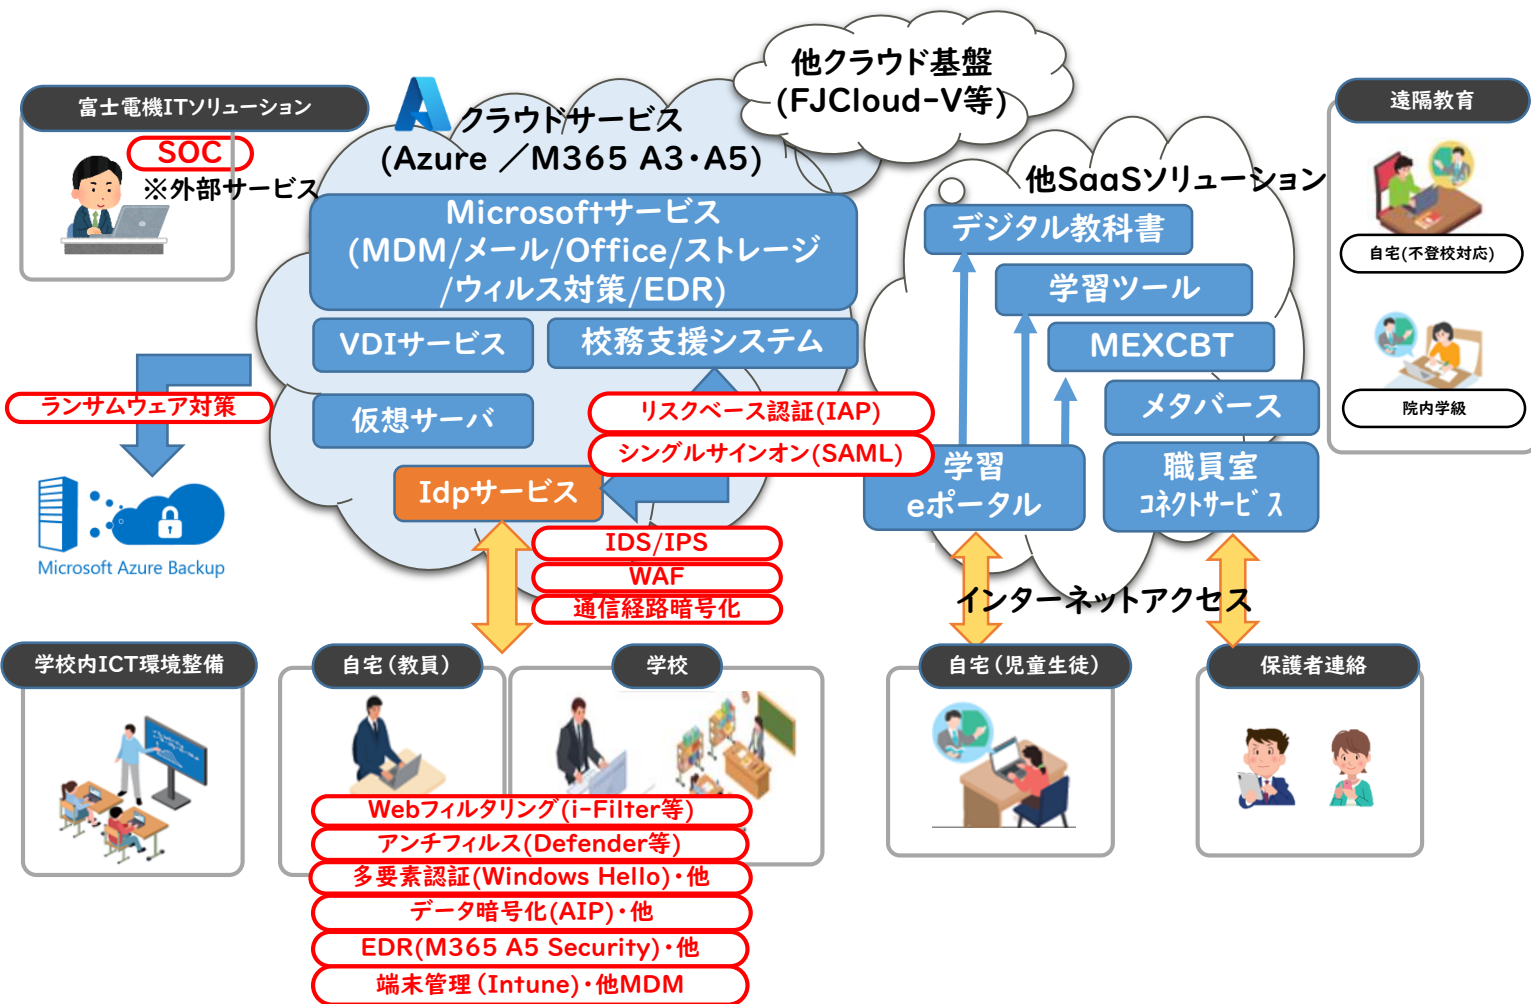 他クラウド基盤
(FJCloud-V等)
富士電機ITソリューション
SOC
※外部サービス
クラウドサービス
(Azure ／M365 A3・A5)
他SaaSソリューション
遠隔教育
自宅(不登校対応)
院内学級
Microsoftサービス
(MDM/メール/Office/ストレージ
/ウィルス対策/EDR)
VDIサービス
校務支援システム
仮想サーバ
Idpサービス
デジタル教科書
学習ツール
MEXCBT
メタバース
学習
eポータル
職員室
コネクトサービス
ランサムウェア対策
Microsoft Azure Backup
リスクベース認証(IAP)
シングルサインオン(SAML)
IDS/IPS
WAF
通信経路暗号化
インターネットアクセス
学校内ICT環境整備
自宅(教員)
学校
自宅(児童生徒)
保護者連絡
Webフィルタリング(i-Filter等)
アンチフィルス(Defender等)
多要素認証(Windows Hello)・他
データ暗号化(AIP)・他
EDR(M365 A5 Security)・他
端末管理(Intune)・他MDM